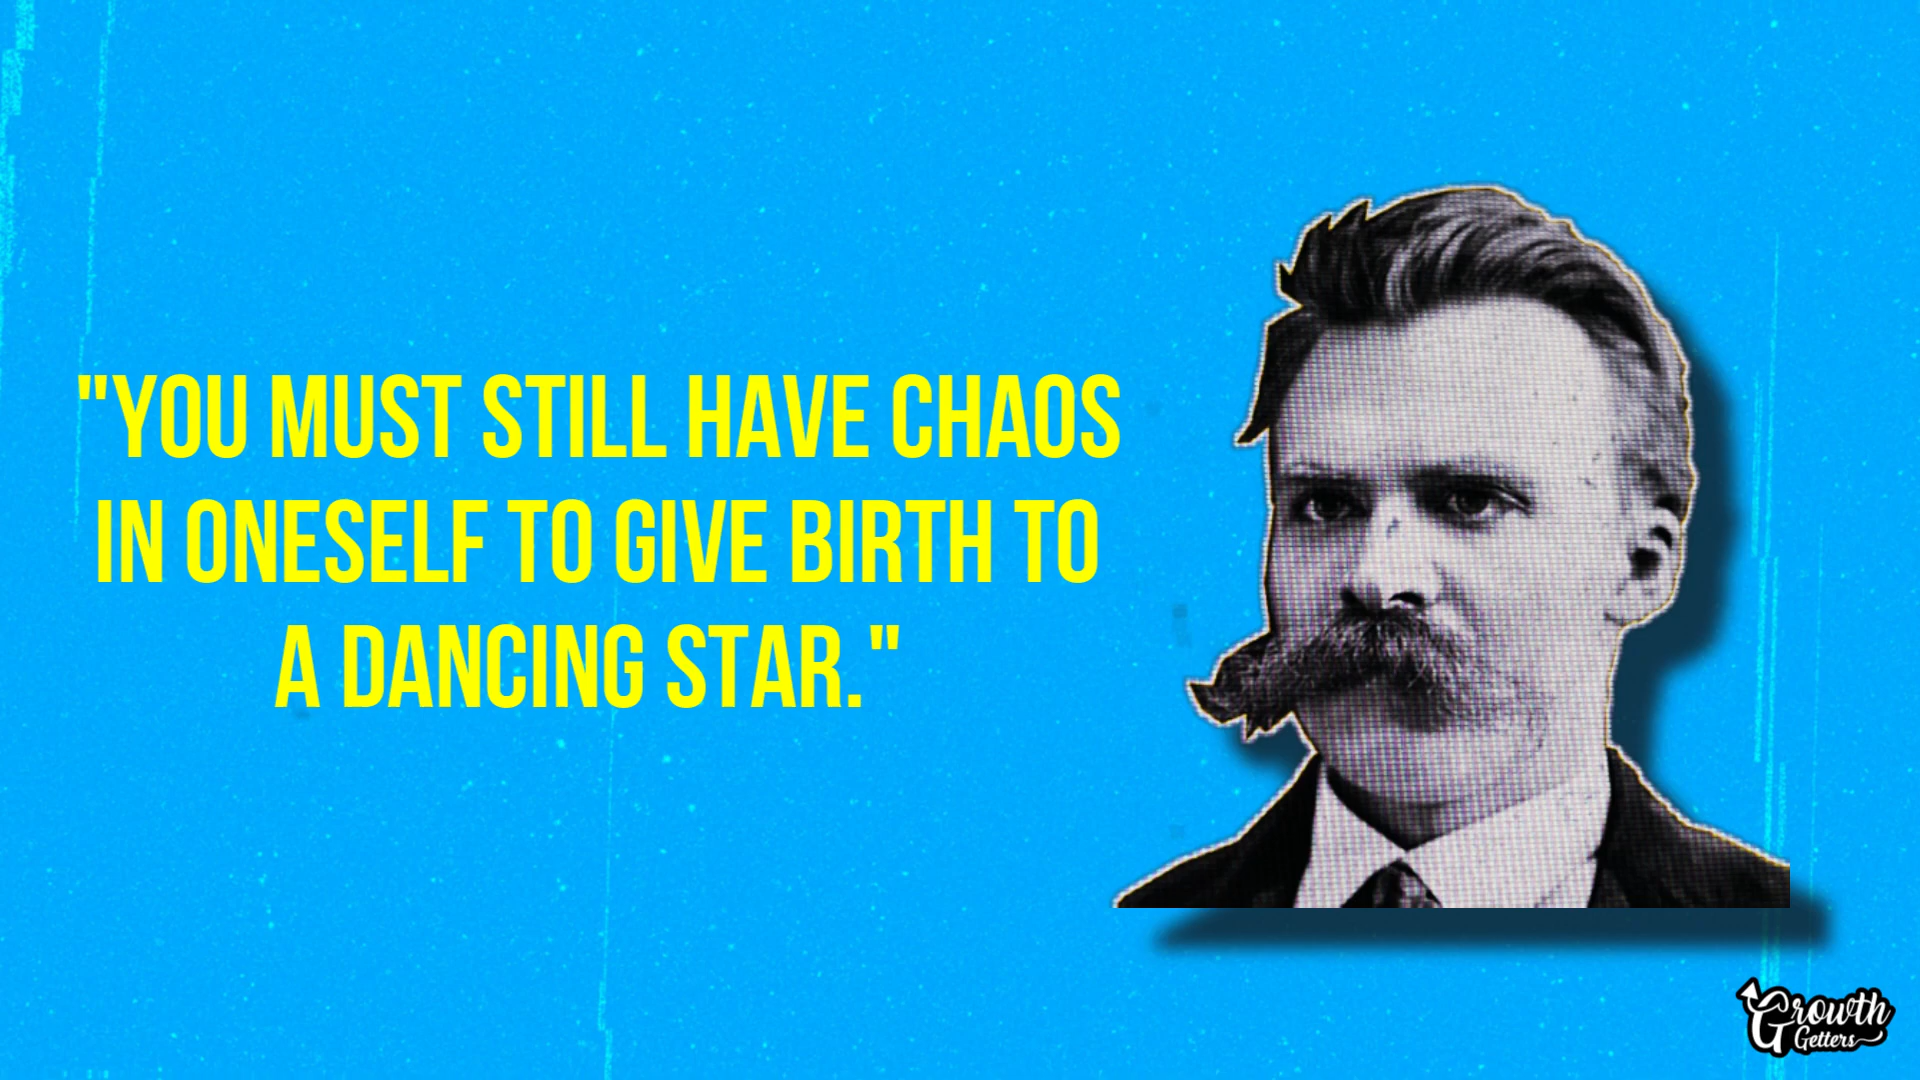 "YOU MUST STILL HAVE CHAOS
IN ONESELF TO GIVE BIRTH TO
A DANCING STAR."
Growth
Getters